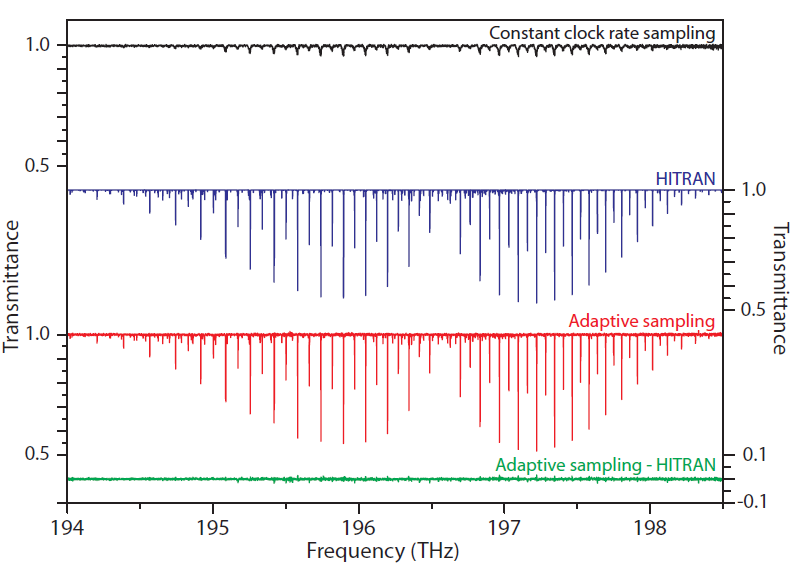 Constant clock rate sampling
1.0
0.5
HITRAN
1.0
0.5
Transmittance
Transmittance
Adaptive sampling
1.0
0.5
Adaptive sampling - HITRAN
0.1
-0.1
194 195 196 197 198
Frequency (THz)